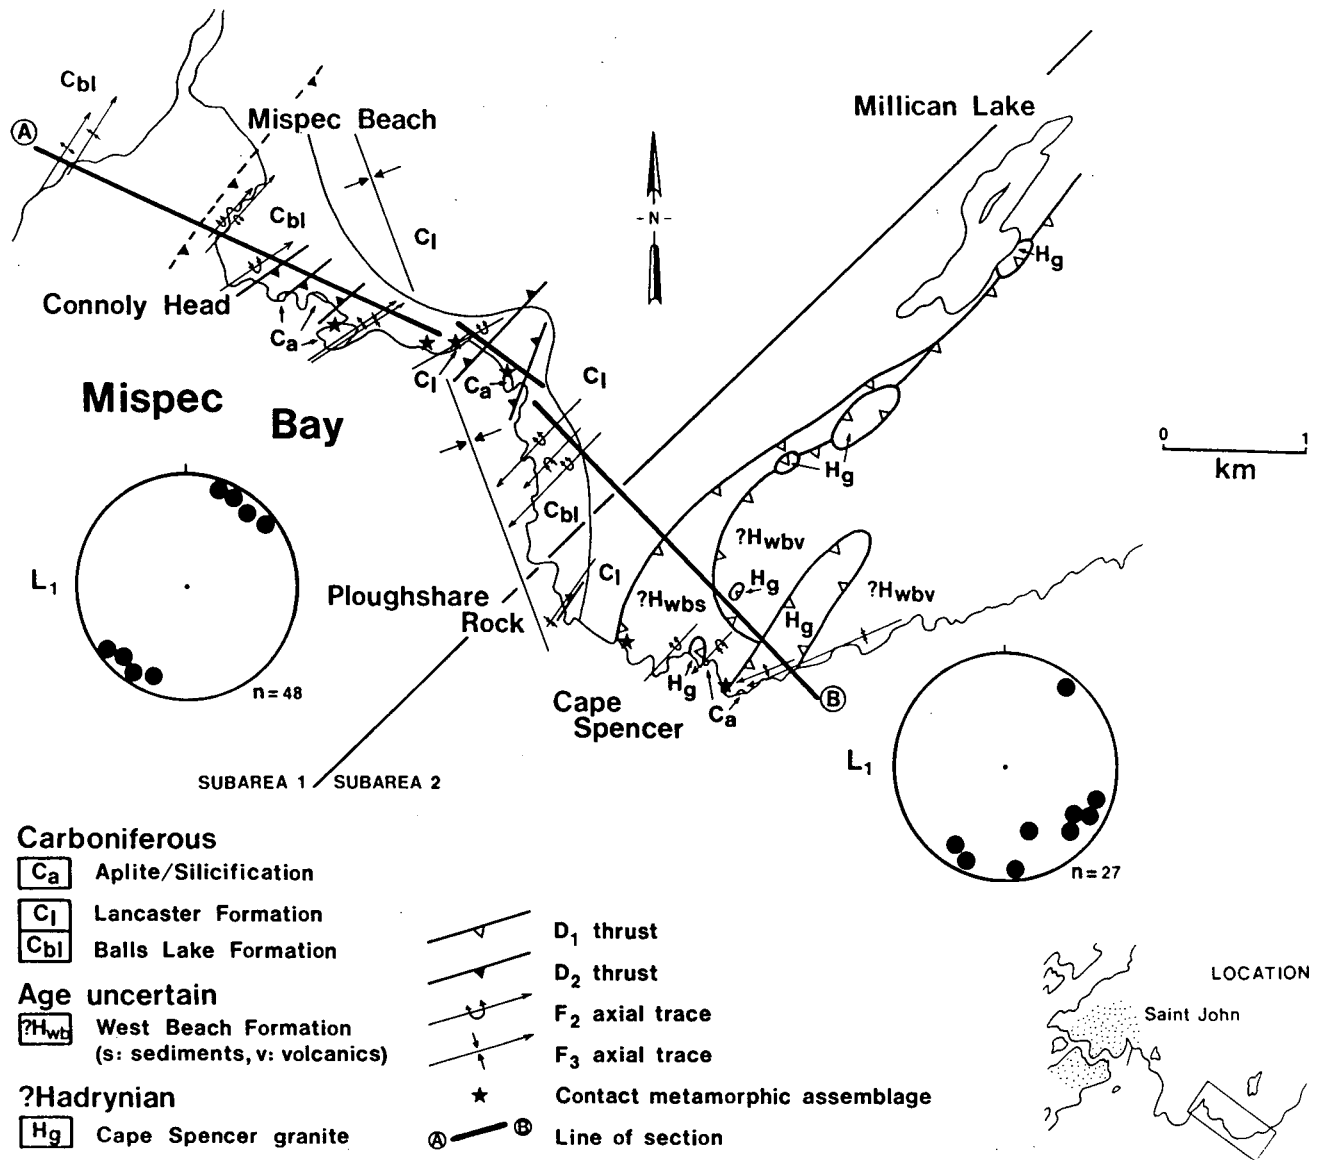 Cbl
A
Mispec Beach
Millican Lake
-N-
Cbl
Cl
Hg
Connoly Head
Ca
Cl
Ca
Cl
Mispec
Bay
0 1
km
Hg
Cbl
?Hwbv
L1
Cl
Hg
?Hwbv
Ploughshare
Rock
?Hwbs
Hg
n=48
Hg
Cape
Spencer
Ca
B
L1
SUBAREA 1 / SUBAREA 2
n=27
Carboniferous
Ca Aplite/Silicification
Cl Lancaster Formation
Cbl Balls Lake Formation
Age uncertain
?Hwb West Beach Formation
(s: sediments, v: volcanics)
?Hadrynian
Hg Cape Spencer granite
D1 thrust
D2 thrust
F2 axial trace
F3 axial trace
Contact metamorphic assemblage
A B Line of section
LOCATION
Saint John